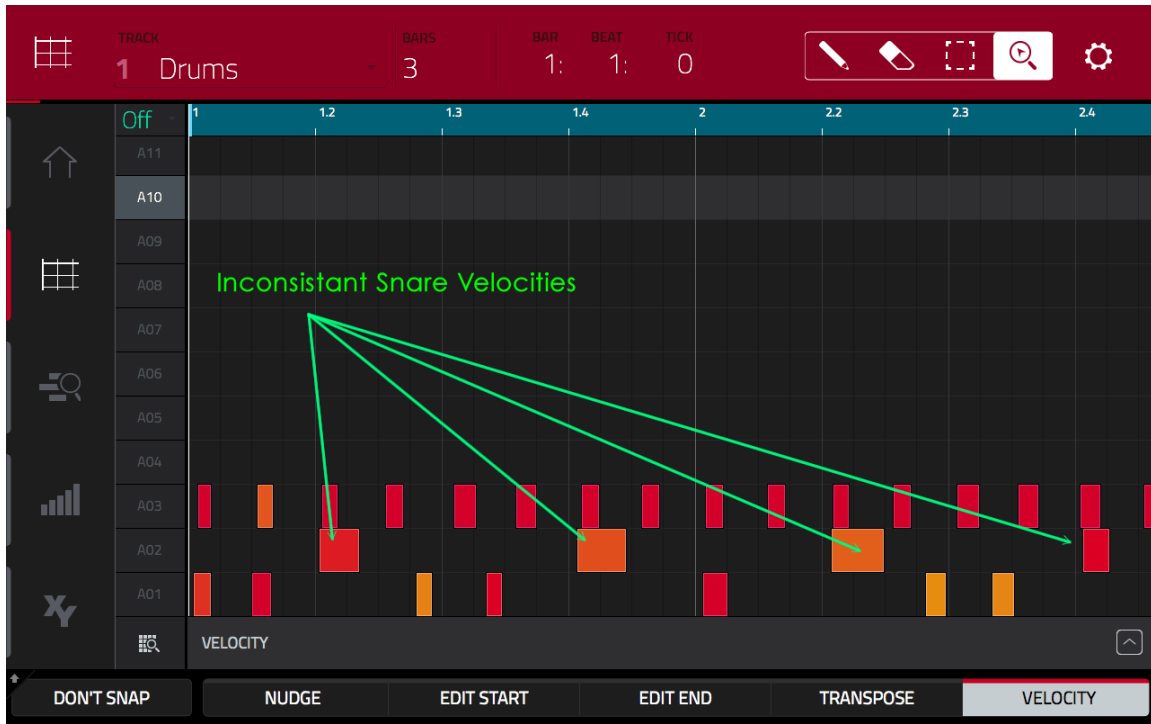 TRACK BARS BAR BEAT TICK
1 Drums 3 1: 1: 0
Off 1 1.2 1.3 1.4 2 2.2 2.3 2.4
A11
A10
A09
A08
Inconsistant Snare Velocities
A07
A06
A05
A04
A03
A02
A01
XY
VELOCITY
DON'T SNAP NUDGE EDIT START EDIT END TRANSPOSE VELOCITY